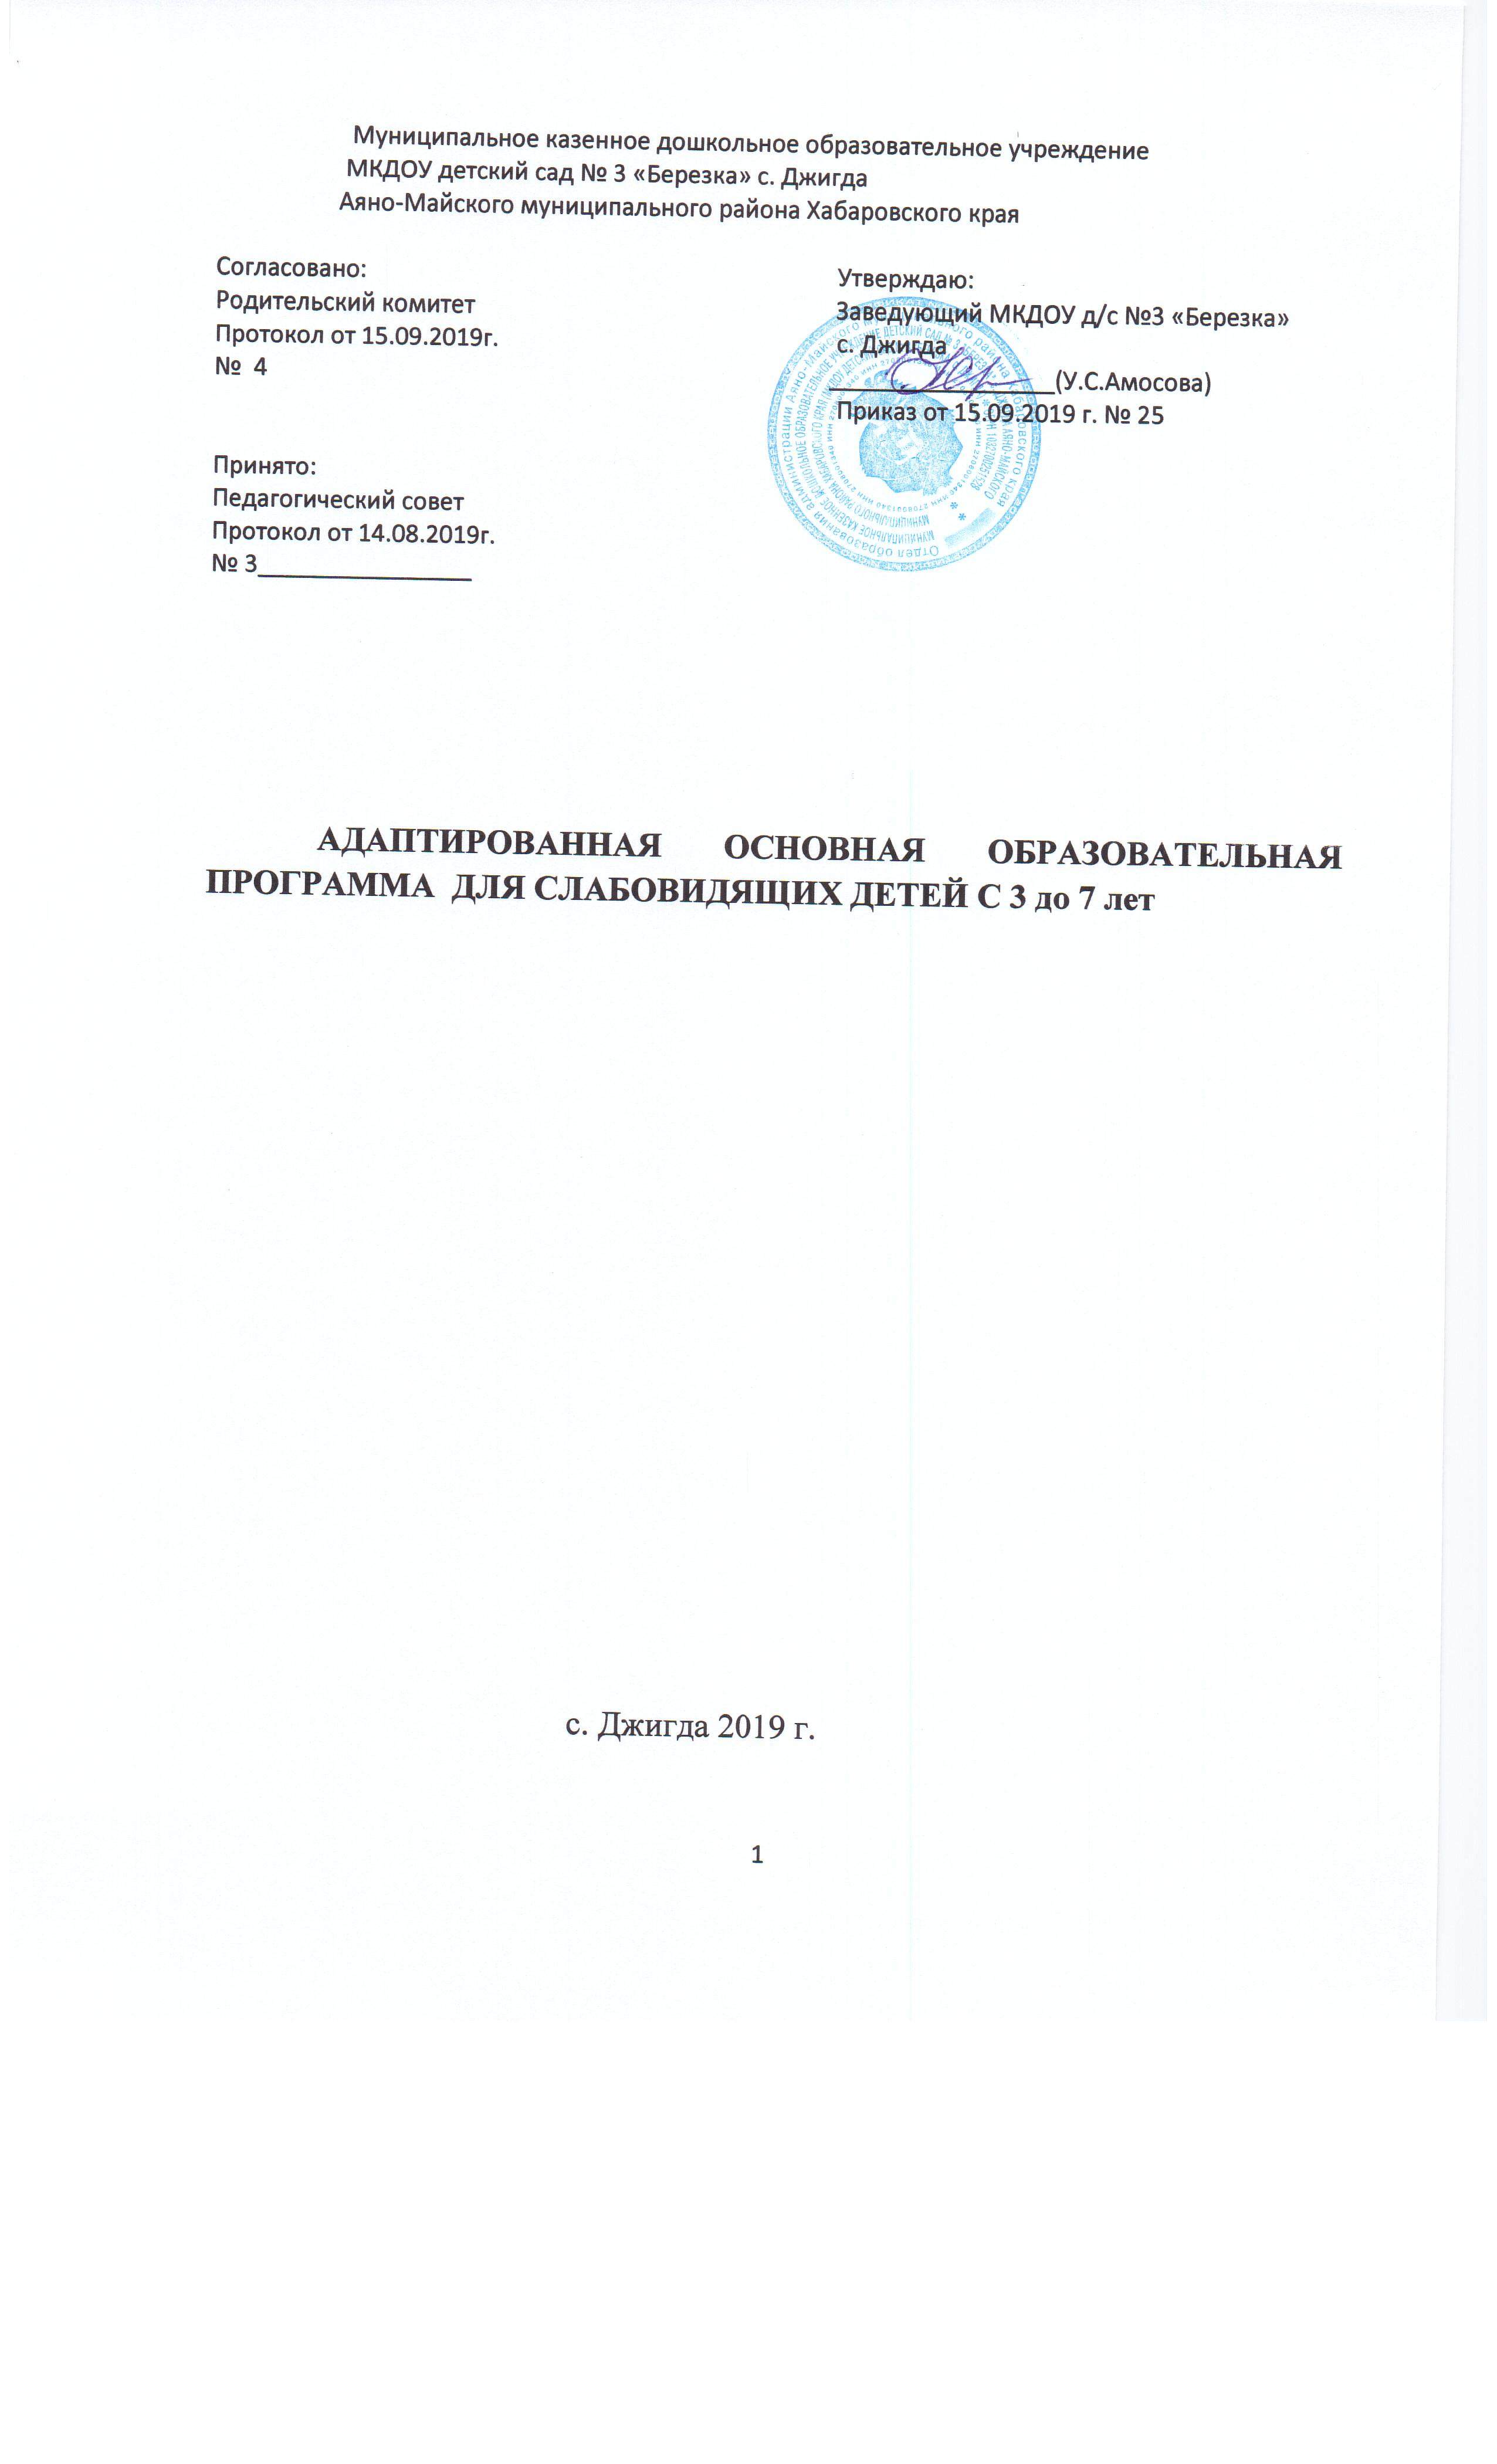 Муниципальное казенное дошкольное образовательное учреждение
МКДОУ детский сад № 3 «Березка» с. Джигда
Аяно-Майского муниципального района Хабаровского края
Согласовано:
Родительский комитет
Протокол от 15.09.2019г.
№ 4
Утверждаю:
Заведующий МКДОУ д/с №3 «Березка»
с. Джигда
(У.С.Амосова)
Приказ от 15.09.2019 г. № 25
Принято:
Педагогический совет
Протокол от 14.08.2019г.
№ 3
АДАПТИРОВАННАЯ ОСНОВНАЯ ОБРАЗОВАТЕЛЬНАЯ
ПРОГРАММА ДЛЯ СЛАБОВИДЯЩИХ ДЕТЕЙ С 3 до 7 лет
с. Джигда 2019 г.
1